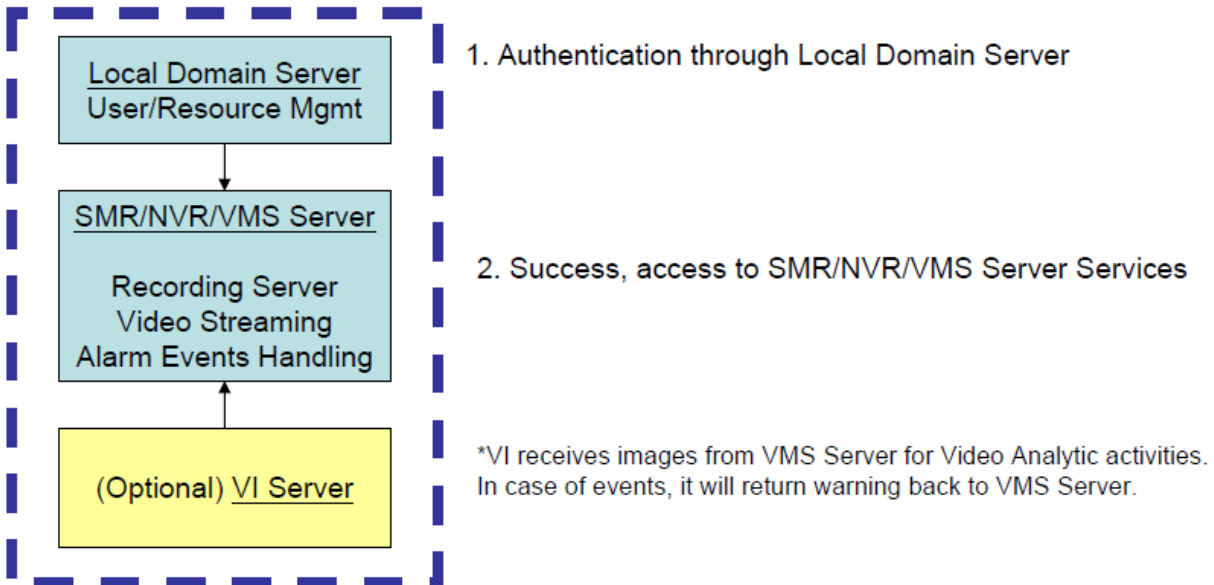 Local Domain Server
User/Resource Mgmt
1. Authentication through Local Domain Server
SMR/NVR/VMS Server
Recording Server
Video Streaming
Alarm Events Handling
2. Success, access to SMR/NVR/VMS Server Services
(Optional) VI Server
*VI receives images from VMS Server for Video Analytic activities.
In case of events, it will return warning back to VMS Server.